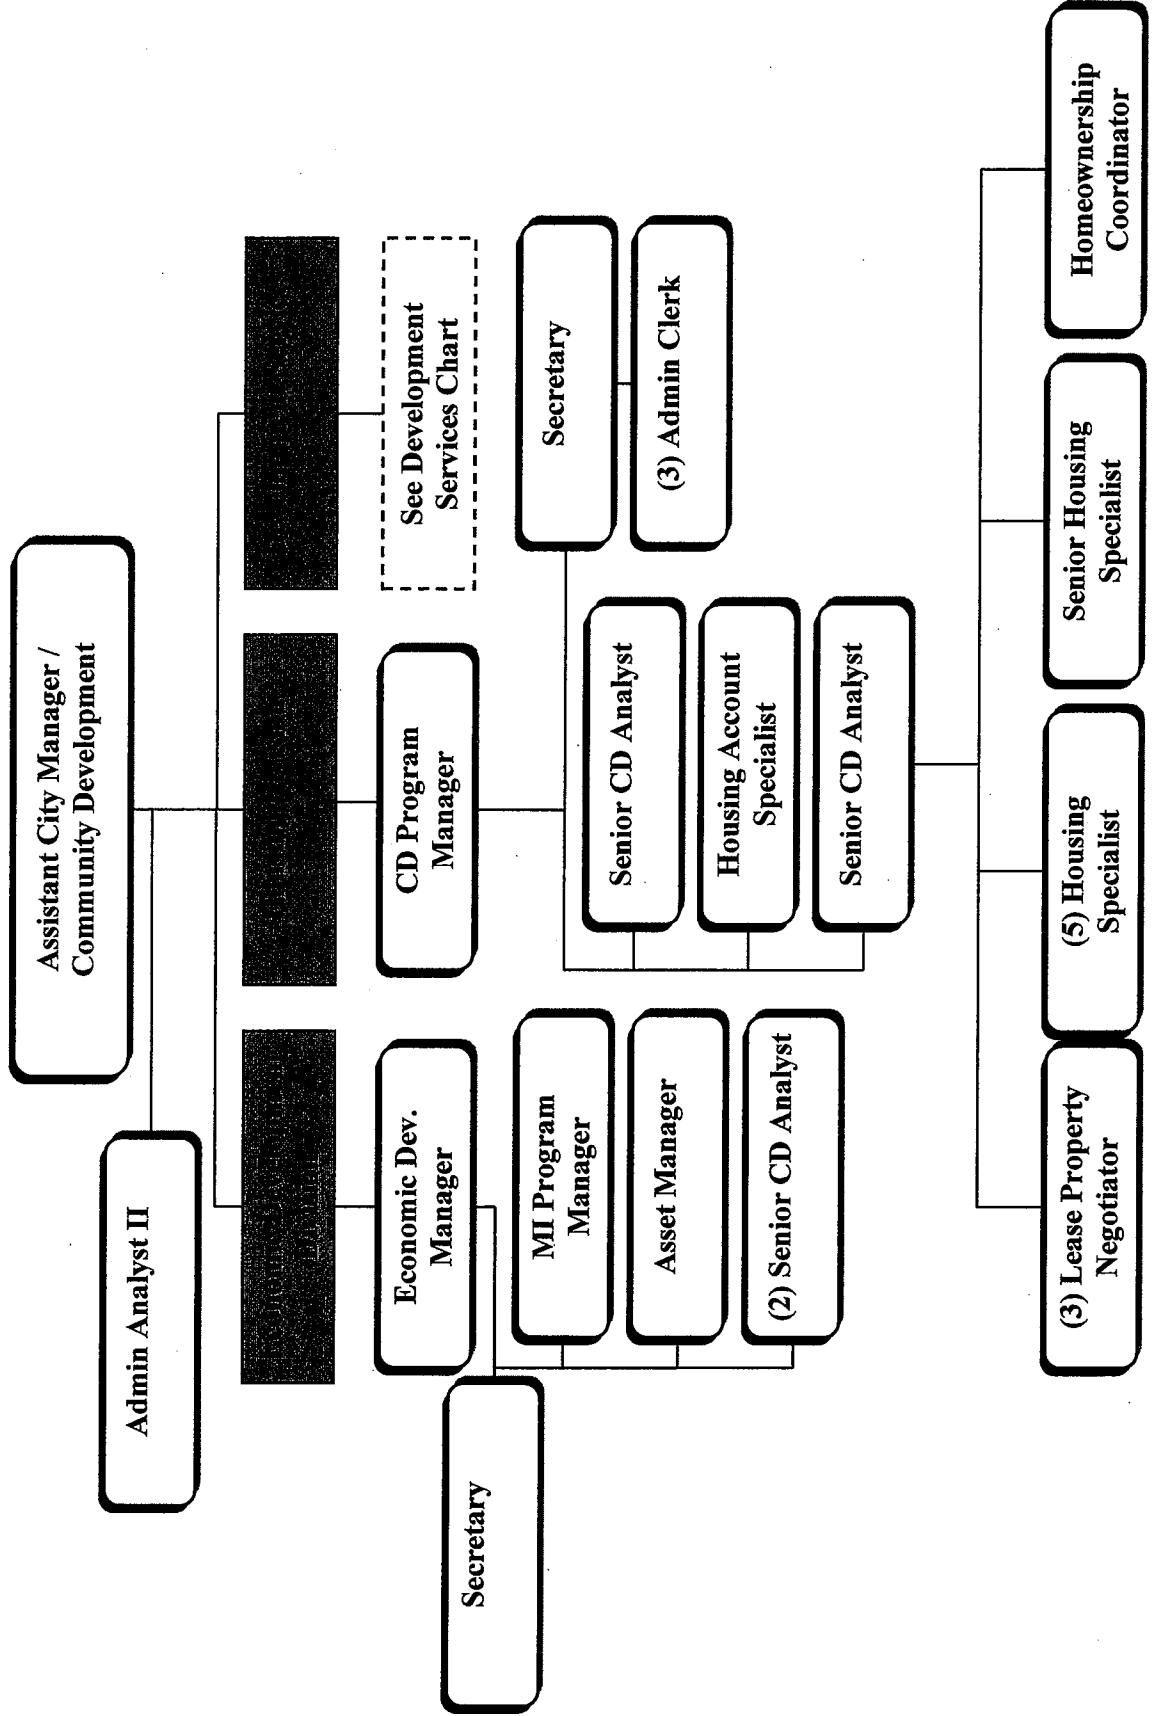 Assistant City Manager /
Community Development
Admin Analyst II
Economic Dev.
Manager
CD Program
Manager
See Development
Services Chart
Secretary
MI Program
Manager
Asset Manager
(2) Senior CD Analyst
Senior CD Analyst
Housing Account
Specialist
Senior CD Analyst
Secretary
(3) Admin Clerk
(3) Lease Property
Negotiator
(5) Housing
Specialist
Senior Housing
Specialist
Homeownership
Coordinator